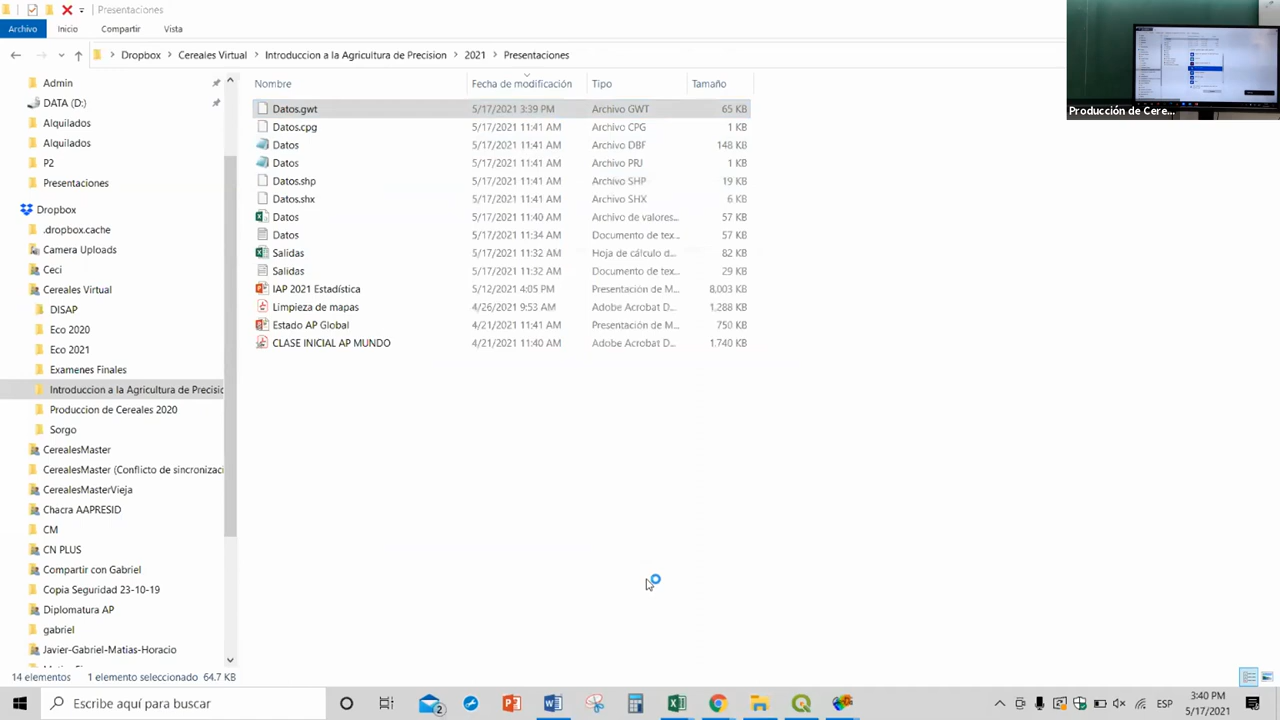 Presentaciones
Archivo Inicio Compartir Vista
Dropbox Cereales Virtual Introduccion a la Agricultura de Precision 2021 Presentaciones
Nombre Fecha de modificación Tipo Tamaño
Admin
DATA (D:)
Alquilados
Alquilados
P2
Presentaciones
Dropbox
.dropbox.cache
Camera Uploads
Ceci
Cereales Virtual
DISAP
Eco 2020
Eco 2021
Examenes Finales
Introduccion a la Agricultura de Precisic
Produccion de Cereales 2020
Sorgo
CerealesMaster
CerealesMaster (Conflicto de sincronizaci
CerealesMasterVieja
Chacra AAPRESID
CM
CN PLUS
Compartir con Gabriel
Copia Seguridad 23-10-19
Diplomatura AP
gabriel
Javier-Gabriel-Matias-Horacio
Datos.gwt 5/17/2021 3:39 PM Archivo GWT 65 KB
Datos.cpg 5/17/2021 11:41 AM Archivo CPG 1 KB
Datos 5/17/2021 11:41 AM Archivo DBF 148 KB
Datos 5/17/2021 11:41 AM Archivo PRJ 1 KB
Datos.shp 5/17/2021 11:41 AM Archivo SHP 19 KB
Datos.shx 5/17/2021 11:41 AM Archivo SHX 6 KB
Datos 5/17/2021 11:40 AM Archivo de valores... 57 KB
Datos 5/17/2021 11:34 AM Documento de tex... 57 KB
Salidas 5/17/2021 11:32 AM Hoja de cálculo d... 82 KB
Salidas 5/17/2021 11:32 AM Documento de tex... 29 KB
IAP 2021 Estadística 5/12/2021 4:05 PM Presentación de M... 8,003 KB
Limpieza de mapas 4/26/2021 9:53 AM Adobe Acrobat D... 1,288 KB
Estado AP Global 4/21/2021 11:41 AM Presentación de M... 750 KB
CLASE INICIAL AP MUNDO 4/21/2021 11:40 AM Adobe Acrobat D... 1,740 KB
Producción de Cere...
14 elementos 1 elemento seleccionado 64.7 KB
Escribe aquí para buscar
2
ESP
3:40 PM
5/17/2021